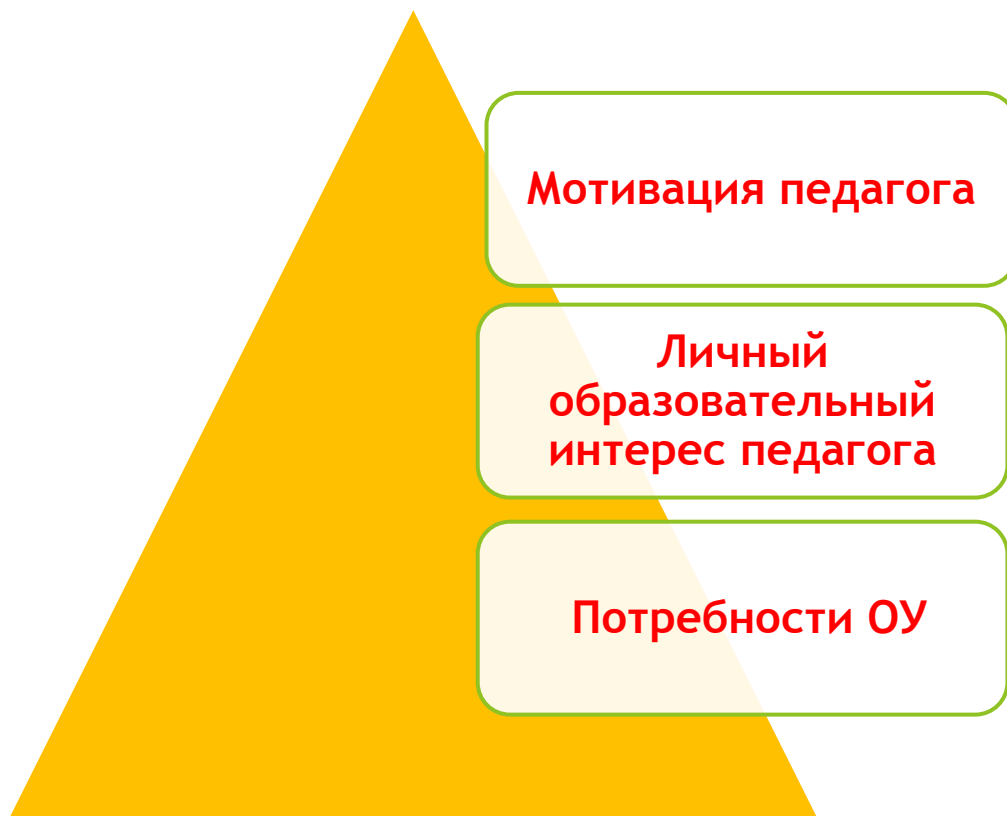 Мотивация педагога
Личный
образовательный
интерес педагога
Потребности ОУ